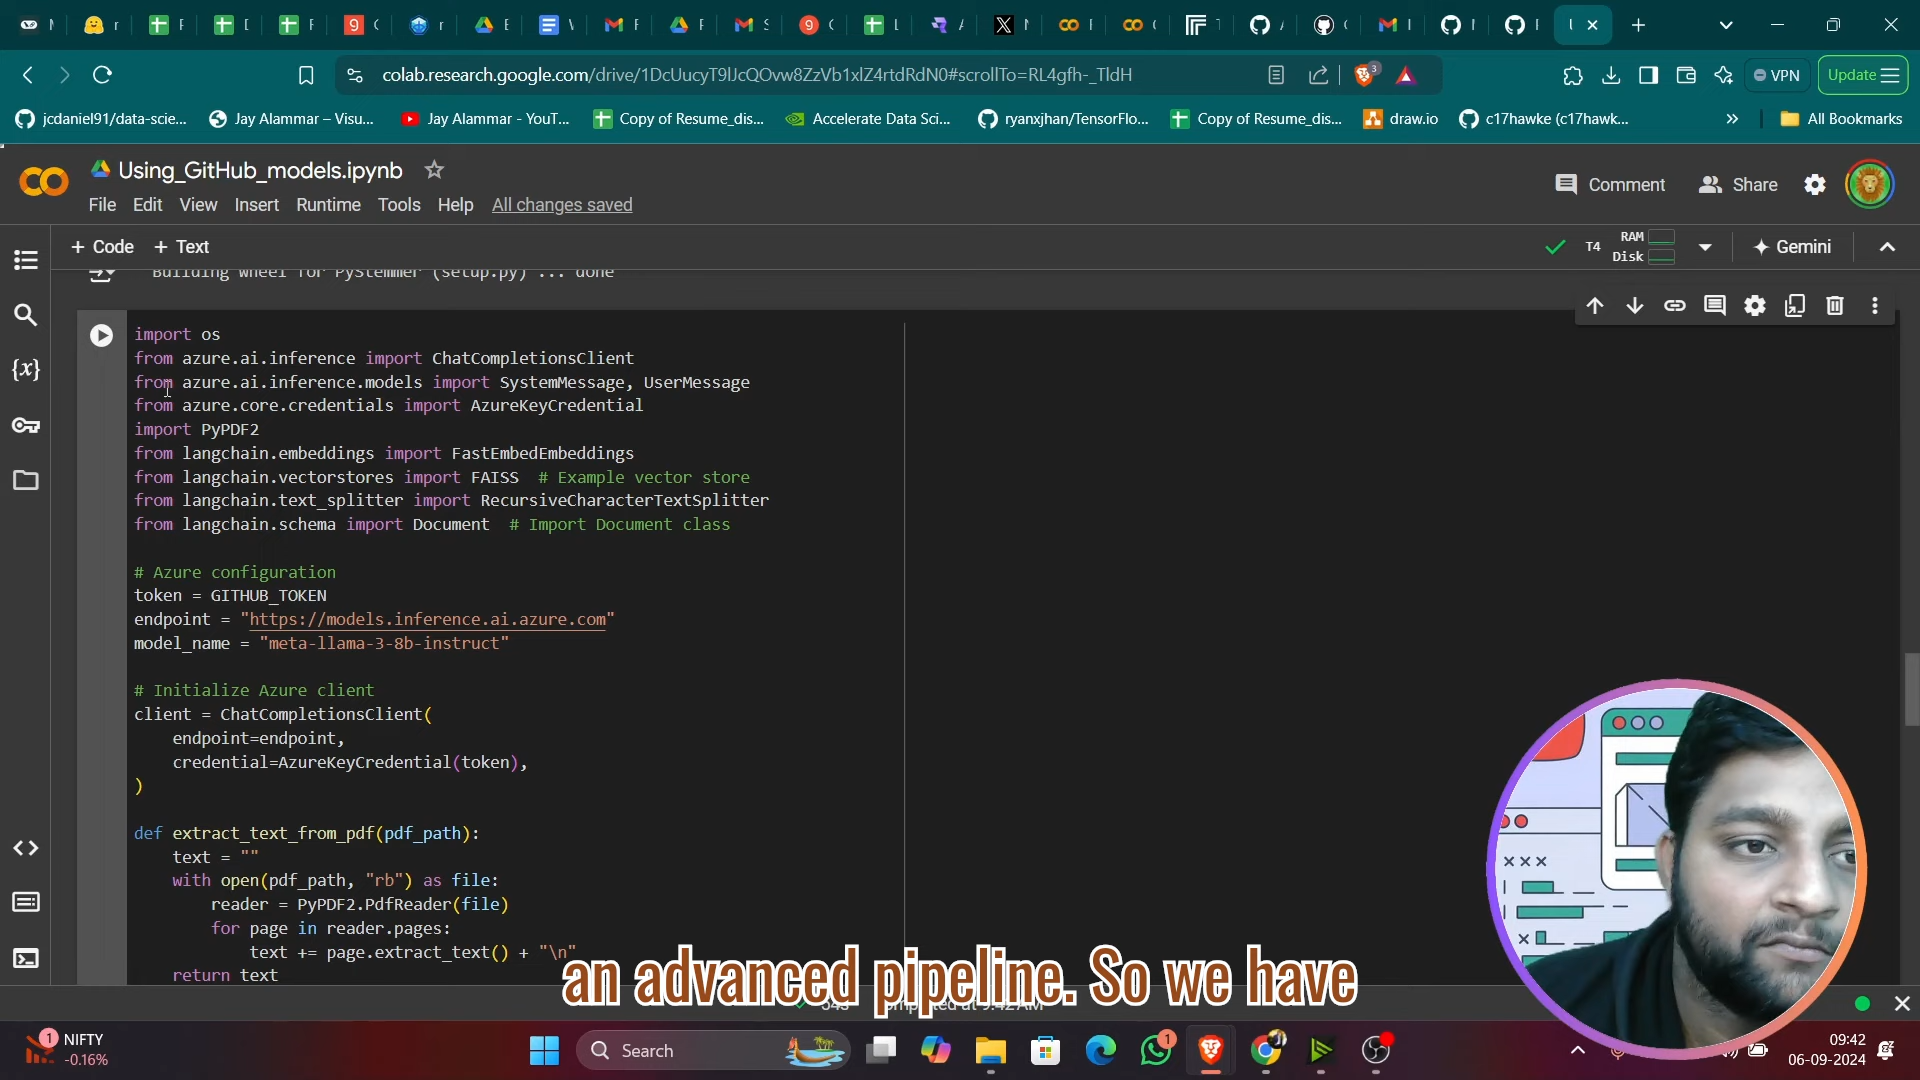 colab.research.google.com/drive/1DcUucyT9lJcQOvw8ZzVb1xlZ4rtdRdN0#scrollTo=RL4gfh-_TldH
VPN
Update
jcdaniel91/data-scie...
Jay Alammar – Visu...
Jay Alammar - YouT...
Copy of Resume_dis...
Accelerate Data Sci...
ryanxjhan/TensorFlo...
Copy of Resume_dis...
draw.io
c17hawke (c17hawk...
All Bookmarks
Using_GitHub_models.ipynb
Comment
Share
File Edit View Insert Runtime Tools Help All changes saved
+ Code + Text
T4
RAM
Disk
Gemini
Building wheel for PyStemmer (setup.py) ... done
import os
from azure.ai.inference import ChatCompletionsClient
from azure.ai.inference.models import SystemMessage, UserMessage
from azure.core.credentials import AzureKeyCredential
import PyPDF2
from langchain.embeddings import FastEmbedEmbeddings
from langchain.vectorstores import FAISS # Example vector store
from langchain.text_splitter import RecursiveCharacterTextSplitter
from langchain.schema import Document # Import Document class
# Azure configuration
token = GITHUB_TOKEN
endpoint = "https://models.inference.ai.azure.com"
model_name = "meta-llama-3-8b-instruct"
# Initialize Azure client
client = ChatCompletionsClient(
endpoint=endpoint,
credential=AzureKeyCredential(token),
)
def extract_text_from_pdf(pdf_path):
text = ""
with open(pdf_path, "rb") as file:
reader = PyPDF2.PdfReader(file)
for page in reader.pages:
text += page.extract_text() + "\n"
return text
an advanced pipeline. So we have
NIFTY
-0.16%
Search
09:42
06-09-2024